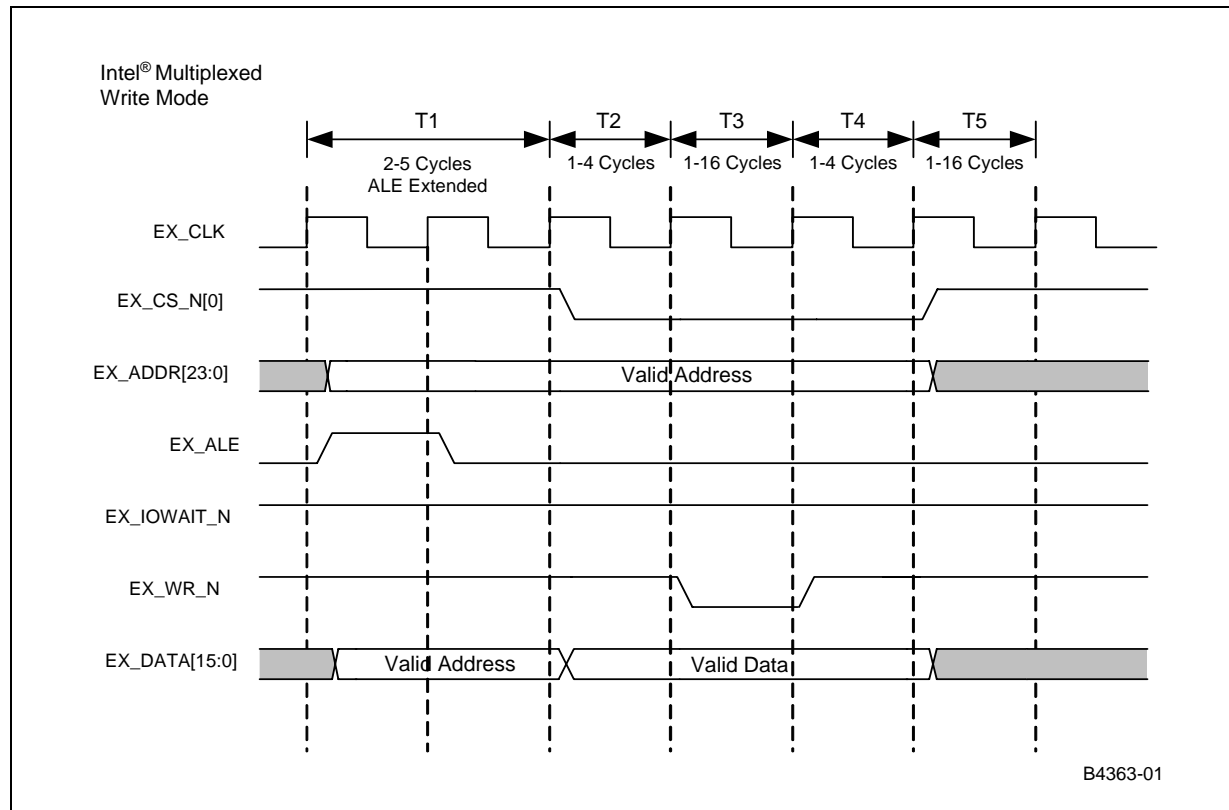 Intel® Multiplexed
Write Mode
T1 T2 T3 T4 T5
2-5 Cycles 1-4 Cycles 1-16 Cycles 1-4 Cycles 1-16 Cycles
ALE Extended
EX_CLK
EX_CS_N[0]
EX_ADDR[23:0] Valid Address
EX_ALE
EX_IOWAIT_N
EX_WR_N
EX_DATA[15:0] Valid Address Valid Data
B4363-01